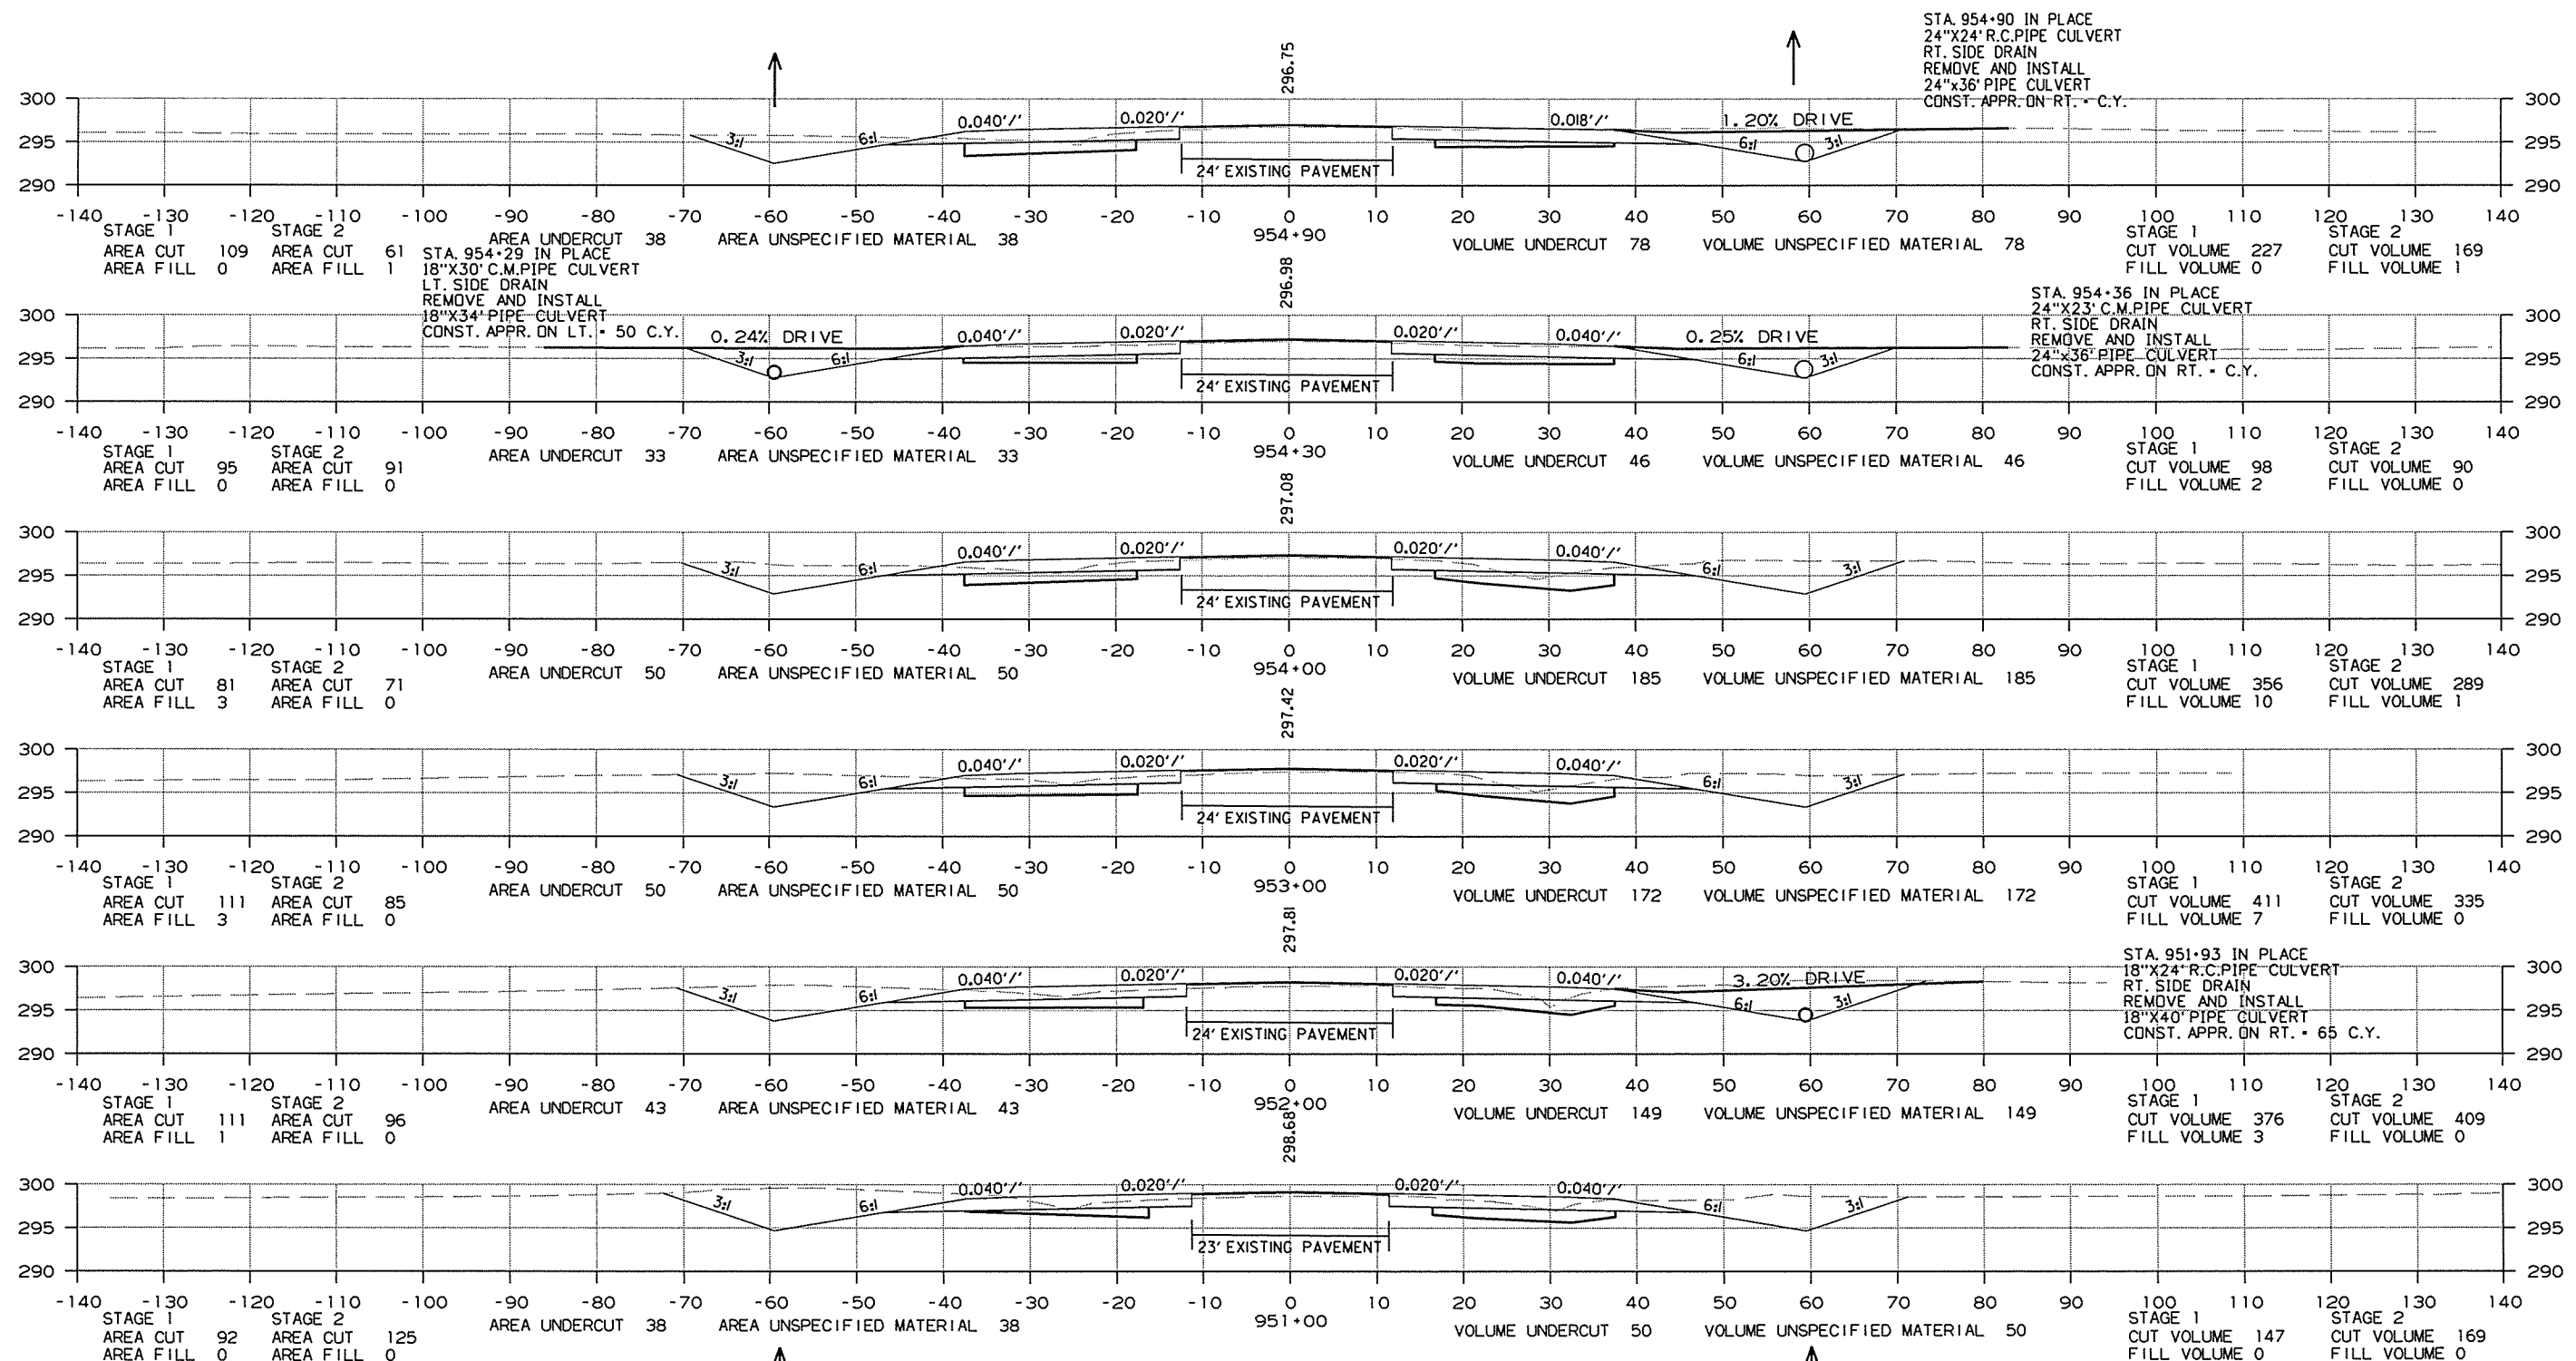 STA. 954+90 IN PLACE
24"X24' R.C.PIPE CULVERT
RT. SIDE DRAIN
REMOVE AND INSTALL
24"x36' PIPE CULVERT
CONST. APPR. ON RT. = C.Y.
296.75
300 300
295 295
290 290
0.040'/' 0.020'/' 0.018'/' 1.20% DRIVE
3:1 6:1 6:1 3:1
24' EXISTING PAVEMENT
-140 -130 -120 -110 -100 -90 -80 -70 -60 -50 -40 -30 -20 -10 0 10 20 30 40 50 60 70 80 90 100 110 120 130 140
STAGE 1 STAGE 2 954+90 STAGE 1 STAGE 2
AREA CUT 109 AREA CUT 61 AREA UNDERCUT 38 AREA UNSPECIFIED MATERIAL 38 VOLUME UNDERCUT 78 VOLUME UNSPECIFIED MATERIAL 78 CUT VOLUME 227 CUT VOLUME 169
AREA FILL 0 AREA FILL 1 FILL VOLUME 0 FILL VOLUME 1
STA. 954+29 IN PLACE
18"X30' C.M.PIPE CULVERT
LT. SIDE DRAIN
REMOVE AND INSTALL
18"X34' PIPE CULVERT
CONST. APPR. ON LT. = 50 C.Y.
296.98
STA. 954+36 IN PLACE
24"X23' C.M.PIPE CULVERT
RT. SIDE DRAIN
REMOVE AND INSTALL
24"x36' PIPE CULVERT
CONST. APPR. ON RT. = C.Y.
300 300
295 295
290 290
0.24% DRIVE 0.040'/' 0.020'/' 0.020'/' 0.040'/' 0.25% DRIVE
3:1 6:1 6:1 3:1
24' EXISTING PAVEMENT
-140 -130 -120 -110 -100 -90 -80 -70 -60 -50 -40 -30 -20 -10 0 10 20 30 40 50 60 70 80 90 100 110 120 130 140
STAGE 1 STAGE 2 954+30 STAGE 1 STAGE 2
AREA CUT 95 AREA CUT 91 AREA UNDERCUT 33 AREA UNSPECIFIED MATERIAL 33 VOLUME UNDERCUT 46 VOLUME UNSPECIFIED MATERIAL 46 CUT VOLUME 98 CUT VOLUME 90
AREA FILL 0 AREA FILL 0 FILL VOLUME 2 FILL VOLUME 0
297.08
300 300
295 295
290 290
0.040'/' 0.020'/' 0.020'/' 0.040'/'
3:1 6:1 6:1 3:1
24' EXISTING PAVEMENT
-140 -130 -120 -110 -100 -90 -80 -70 -60 -50 -40 -30 -20 -10 0 10 20 30 40 50 60 70 80 90 100 110 120 130 140
STAGE 1 STAGE 2 954+00 STAGE 1 STAGE 2
AREA CUT 81 AREA CUT 71 AREA UNDERCUT 50 AREA UNSPECIFIED MATERIAL 50 VOLUME UNDERCUT 185 VOLUME UNSPECIFIED MATERIAL 185 CUT VOLUME 356 CUT VOLUME 289
AREA FILL 3 AREA FILL 0 FILL VOLUME 10 FILL VOLUME 1
297.42
300 300
295 295
290 290
0.040'/' 0.020'/' 0.020'/' 0.040'/'
3:1 6:1 6:1 3:1
24' EXISTING PAVEMENT
-140 -130 -120 -110 -100 -90 -80 -70 -60 -50 -40 -30 -20 -10 0 10 20 30 40 50 60 70 80 90 100 110 120 130 140
STAGE 1 STAGE 2 953+00 STAGE 1 STAGE 2
AREA CUT 111 AREA CUT 85 AREA UNDERCUT 50 AREA UNSPECIFIED MATERIAL 50 VOLUME UNDERCUT 172 VOLUME UNSPECIFIED MATERIAL 172 CUT VOLUME 411 CUT VOLUME 335
AREA FILL 3 AREA FILL 0 FILL VOLUME 7 FILL VOLUME 0
297.81
STA. 951+93 IN PLACE
18"X24' R.C.PIPE CULVERT
RT. SIDE DRAIN
REMOVE AND INSTALL
18"X40' PIPE CULVERT
CONST. APPR. ON RT. = 65 C.Y.
300 300
295 295
290 290
0.040'/' 0.020'/' 0.020'/' 0.040'/' 3.20% DRIVE
3:1 6:1 6:1 3:1
24' EXISTING PAVEMENT
-140 -130 -120 -110 -100 -90 -80 -70 -60 -50 -40 -30 -20 -10 0 10 20 30 40 50 60 70 80 90 100 110 120 130 140
STAGE 1 STAGE 2 952+00 STAGE 1 STAGE 2
AREA CUT 111 AREA CUT 96 AREA UNDERCUT 43 AREA UNSPECIFIED MATERIAL 43 VOLUME UNDERCUT 149 VOLUME UNSPECIFIED MATERIAL 149 CUT VOLUME 376 CUT VOLUME 409
AREA FILL 1 AREA FILL 0 FILL VOLUME 3 FILL VOLUME 0
298.68
300 300
295 295
290 290
0.040'/' 0.020'/' 0.020'/' 0.040'/'
3:1 6:1 6:1 3:1
23' EXISTING PAVEMENT
-140 -130 -120 -110 -100 -90 -80 -70 -60 -50 -40 -30 -20 -10 0 10 20 30 40 50 60 70 80 90 100 110 120 130 140
STAGE 1 STAGE 2 951+00 STAGE 1 STAGE 2
AREA CUT 92 AREA CUT 125 AREA UNDERCUT 38 AREA UNSPECIFIED MATERIAL 38 VOLUME UNDERCUT 50 VOLUME UNSPECIFIED MATERIAL 50 CUT VOLUME 147 CUT VOLUME 169
AREA FILL 0 AREA FILL 0 FILL VOLUME 0 FILL VOLUME 0